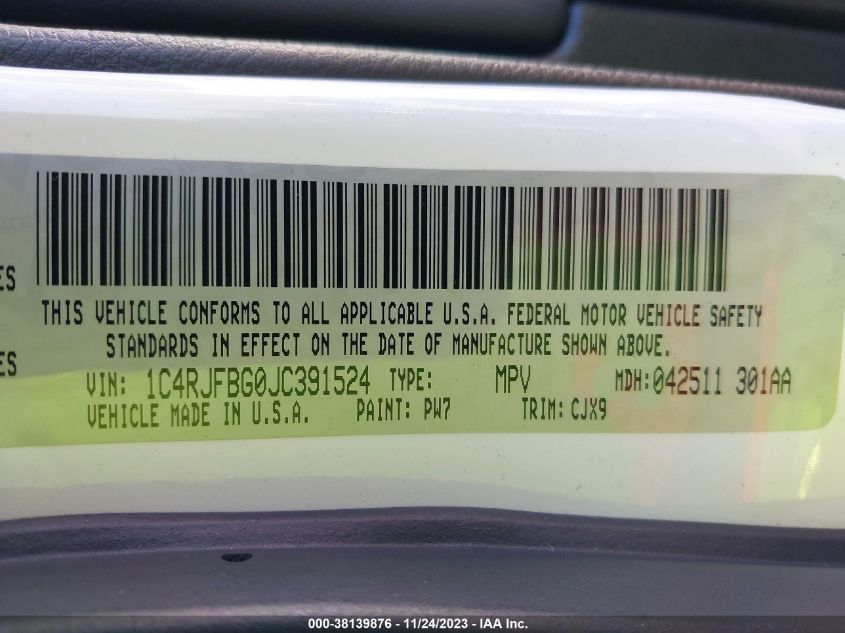 ES
THIS VEHICLE CONFORMS TO ALL APPLICABLE U.S.A. FEDERAL MOTOR VEHICLE SAFETY
STANDARDS IN EFFECT ON THE DATE OF MANUFACTURE SHOWN ABOVE.
ES
VIN: 1C4RJFBG0JC391524 TYPE: MPV MDH:042511 301AA
VEHICLE MADE IN U.S.A. PAINT: PW7 TRIM: CJX9
000-38139876 - 11/24/2023 - IAA Inc.